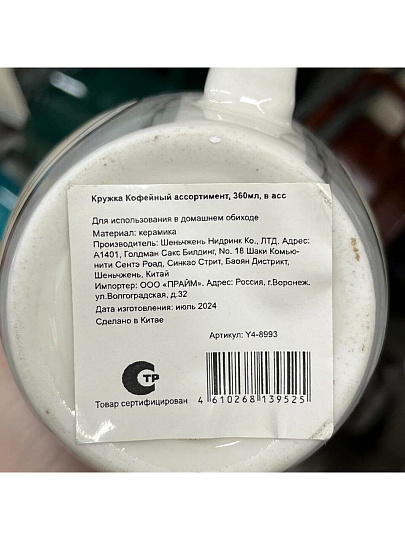 Кружка Кофейный ассортимент, 360мл, в асс
Для использования в домашнем обиходе
Материал: керамика
Производитель: Шеньчжень Нидринк Ко., ЛТД. Адрес:
А1401, Голдман Сакс Билдинг, No. 18 Шаки Комью-
нити Сентэ Роад, Синкао Стрит, Баоян Дистрикт,
Шеньчжень, Китай
Импортер: ООО «ПРАЙМ». Адрес: Россия, г.Воронеж,
ул.Волгоградская, д.32
Дата изготовления: июль 2024
Сделано в Китае
Артикул: Y4-8993
СТР
Товар сертифицирован
4 610268 139525